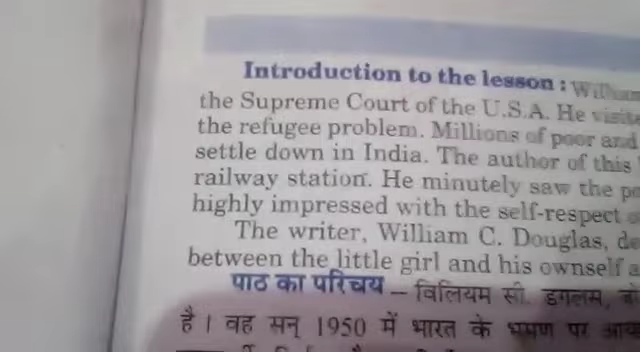 Introduction to the lesson : William
the Supreme Court of the U.S.A. He
the refugee problem. Millions of poor and
settle down in India. The author of this
railway station. He minutely saw the
highly impressed with the self-respect
The writer, William C. Douglas,
between the little girl and his ownself
पाठ का परिचय – विलियम सी. डगलस,
है । वह सन् 1950 में भारत के भ्रमण पर